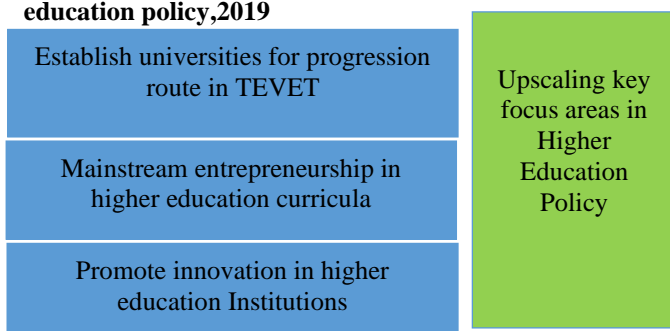 education policy,2019
Establish universities for progression
route in TEVET
Mainstream entrepreneurship in
higher education curricula
Promote innovation in higher
education Institutions
Upscaling key
focus areas in
Higher
Education
Policy